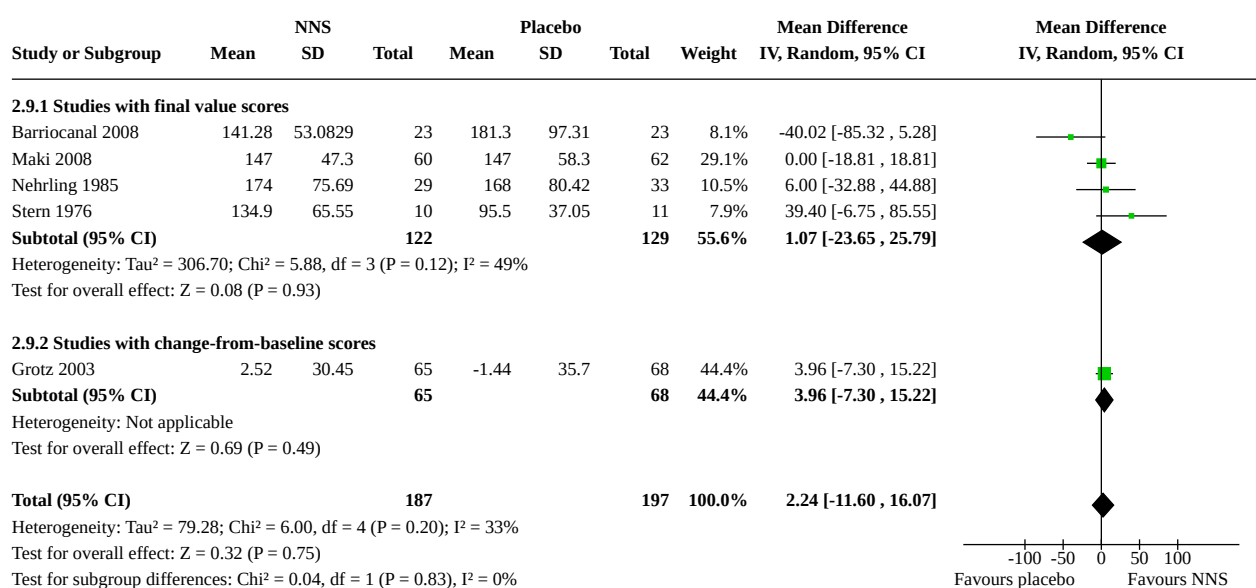 NNS Placebo Mean Difference Mean Difference
Study or Subgroup Mean SD Total Mean SD Total Weight IV, Random, 95% CI IV, Random, 95% CI
2.9.1 Studies with final value scores
Barriocanal 2008 141.28 53.0829 23 181.3 97.31 23 8.1% -40.02 [-85.32 , 5.28]
Maki 2008 147 47.3 60 147 58.3 62 29.1% 0.00 [-18.81 , 18.81]
Nehrling 1985 174 75.69 29 168 80.42 33 10.5% 6.00 [-32.88 , 44.88]
Stern 1976 134.9 65.55 10 95.5 37.05 11 7.9% 39.40 [-6.75 , 85.55]
Subtotal (95% CI) 122 129 55.6% 1.07 [-23.65 , 25.79]
Heterogeneity: Tau² = 306.70; Chi² = 5.88, df = 3 (P = 0.12); I² = 49%
Test for overall effect: Z = 0.08 (P = 0.93)
2.9.2 Studies with change-from-baseline scores
Grotz 2003 2.52 30.45 65 -1.44 35.7 68 44.4% 3.96 [-7.30 , 15.22]
Subtotal (95% CI) 65 68 44.4% 3.96 [-7.30 , 15.22]
Heterogeneity: Not applicable
Test for overall effect: Z = 0.69 (P = 0.49)
Total (95% CI) 187 197 100.0% 2.24 [-11.60 , 16.07]
Heterogeneity: Tau² = 79.28; Chi² = 6.00, df = 4 (P = 0.20); I² = 33%
Test for overall effect: Z = 0.32 (P = 0.75)
-100 -50 0 50 100
Test for subgroup differences: Chi² = 0.04, df = 1 (P = 0.83), I² = 0%
Favours placebo Favours NNS